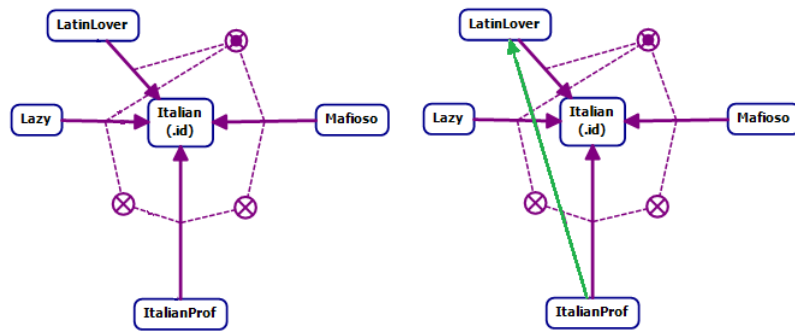 LatinLover
Lazy
Italian
(.id)
Mafioso
ItalianProf
LatinLover
Lazy
Italian
(.id)
Mafioso
ItalianProf